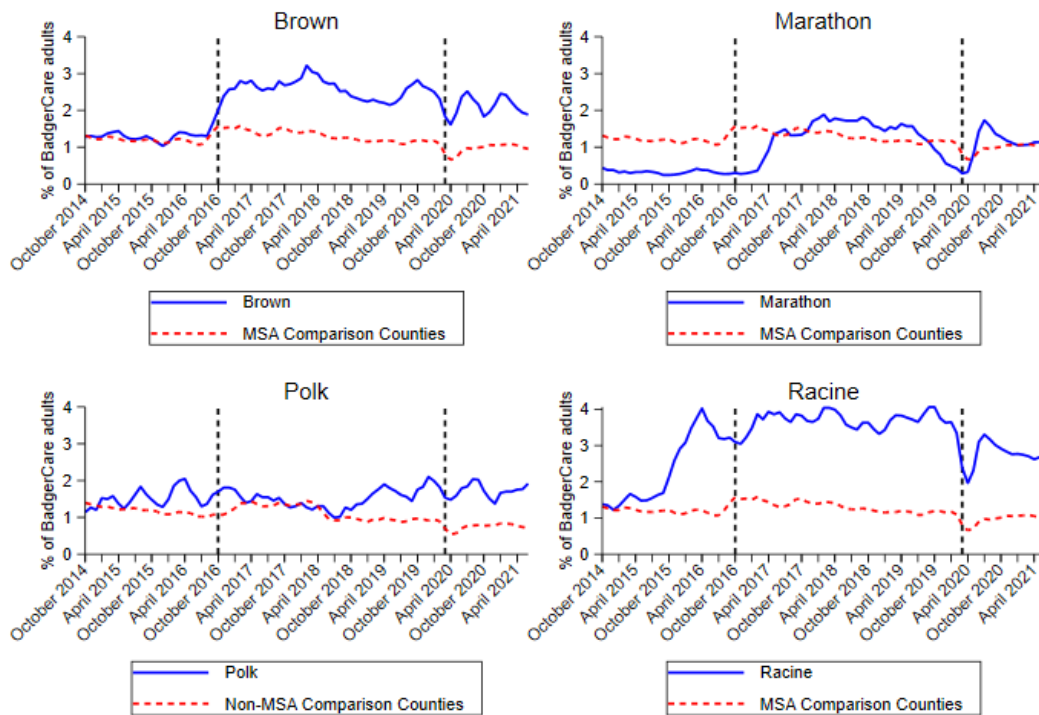 Brown
% of BadgerCare adults
4
3
2
1
0
October 2014
April 2015
October 2015
April 2016
October 2016
April 2017
October 2017
April 2018
October 2018
April 2019
October 2019
April 2020
October 2020
April 2021
Brown
MSA Comparison Counties
Marathon
% of BadgerCare adults
4
3
2
1
0
October 2014
April 2015
October 2015
April 2016
October 2016
April 2017
October 2017
April 2018
October 2018
April 2019
October 2019
April 2020
October 2020
April 2021
Marathon
MSA Comparison Counties
Polk
% of BadgerCare adults
4
3
2
1
0
October 2014
April 2015
October 2015
April 2016
October 2016
April 2017
October 2017
April 2018
October 2018
April 2019
October 2019
April 2020
October 2020
April 2021
Polk
Non-MSA Comparison Counties
Racine
% of BadgerCare adults
4
3
2
1
0
October 2014
April 2015
October 2015
April 2016
October 2016
April 2017
October 2017
April 2018
October 2018
April 2019
October 2019
April 2020
October 2020
April 2021
Racine
MSA Comparison Counties